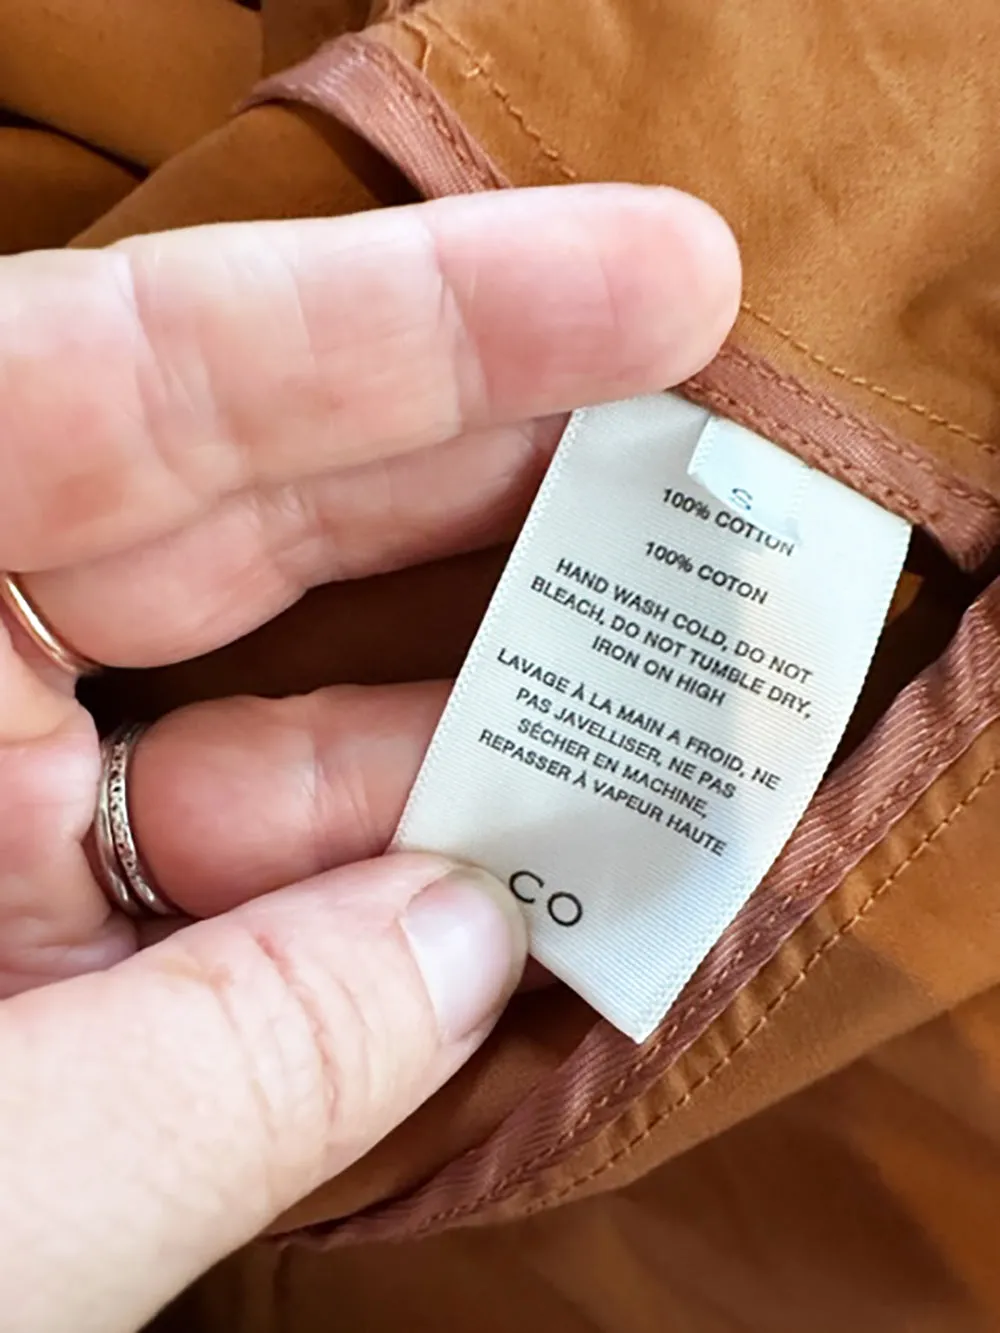 S
100% COTTON
100% COTON
HAND WASH COLD, DO NOT
BLEACH, DO NOT TUMBLE DRY,
IRON ON HIGH
LAVAGE À LA MAIN A FROID, NE
PAS JAVELLISER, NE PAS
SÉCHER EN MACHINE,
REPASSER À VAPEUR HAUTE
CO